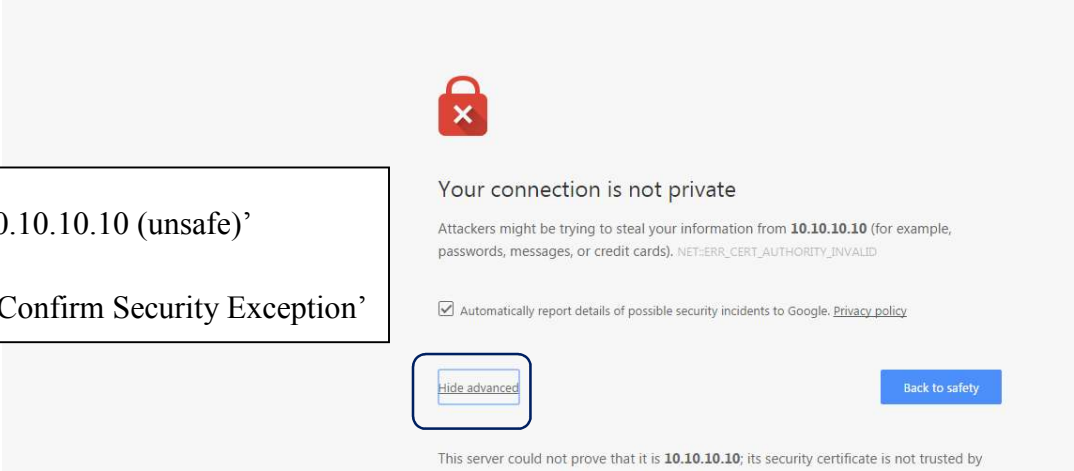 0.10.10.10 (unsafe)’
Confirm Security Exception’
Your connection is not private
Attackers might be trying to steal your information from 10.10.10.10 (for example,
passwords, messages, or credit cards). NET::ERR_CERT_AUTHORITY_INVALID
Automatically report details of possible security incidents to Google. Privacy policy
Hide advanced
Back to safety
This server could not prove that it is 10.10.10.10; its security certificate is not trusted by